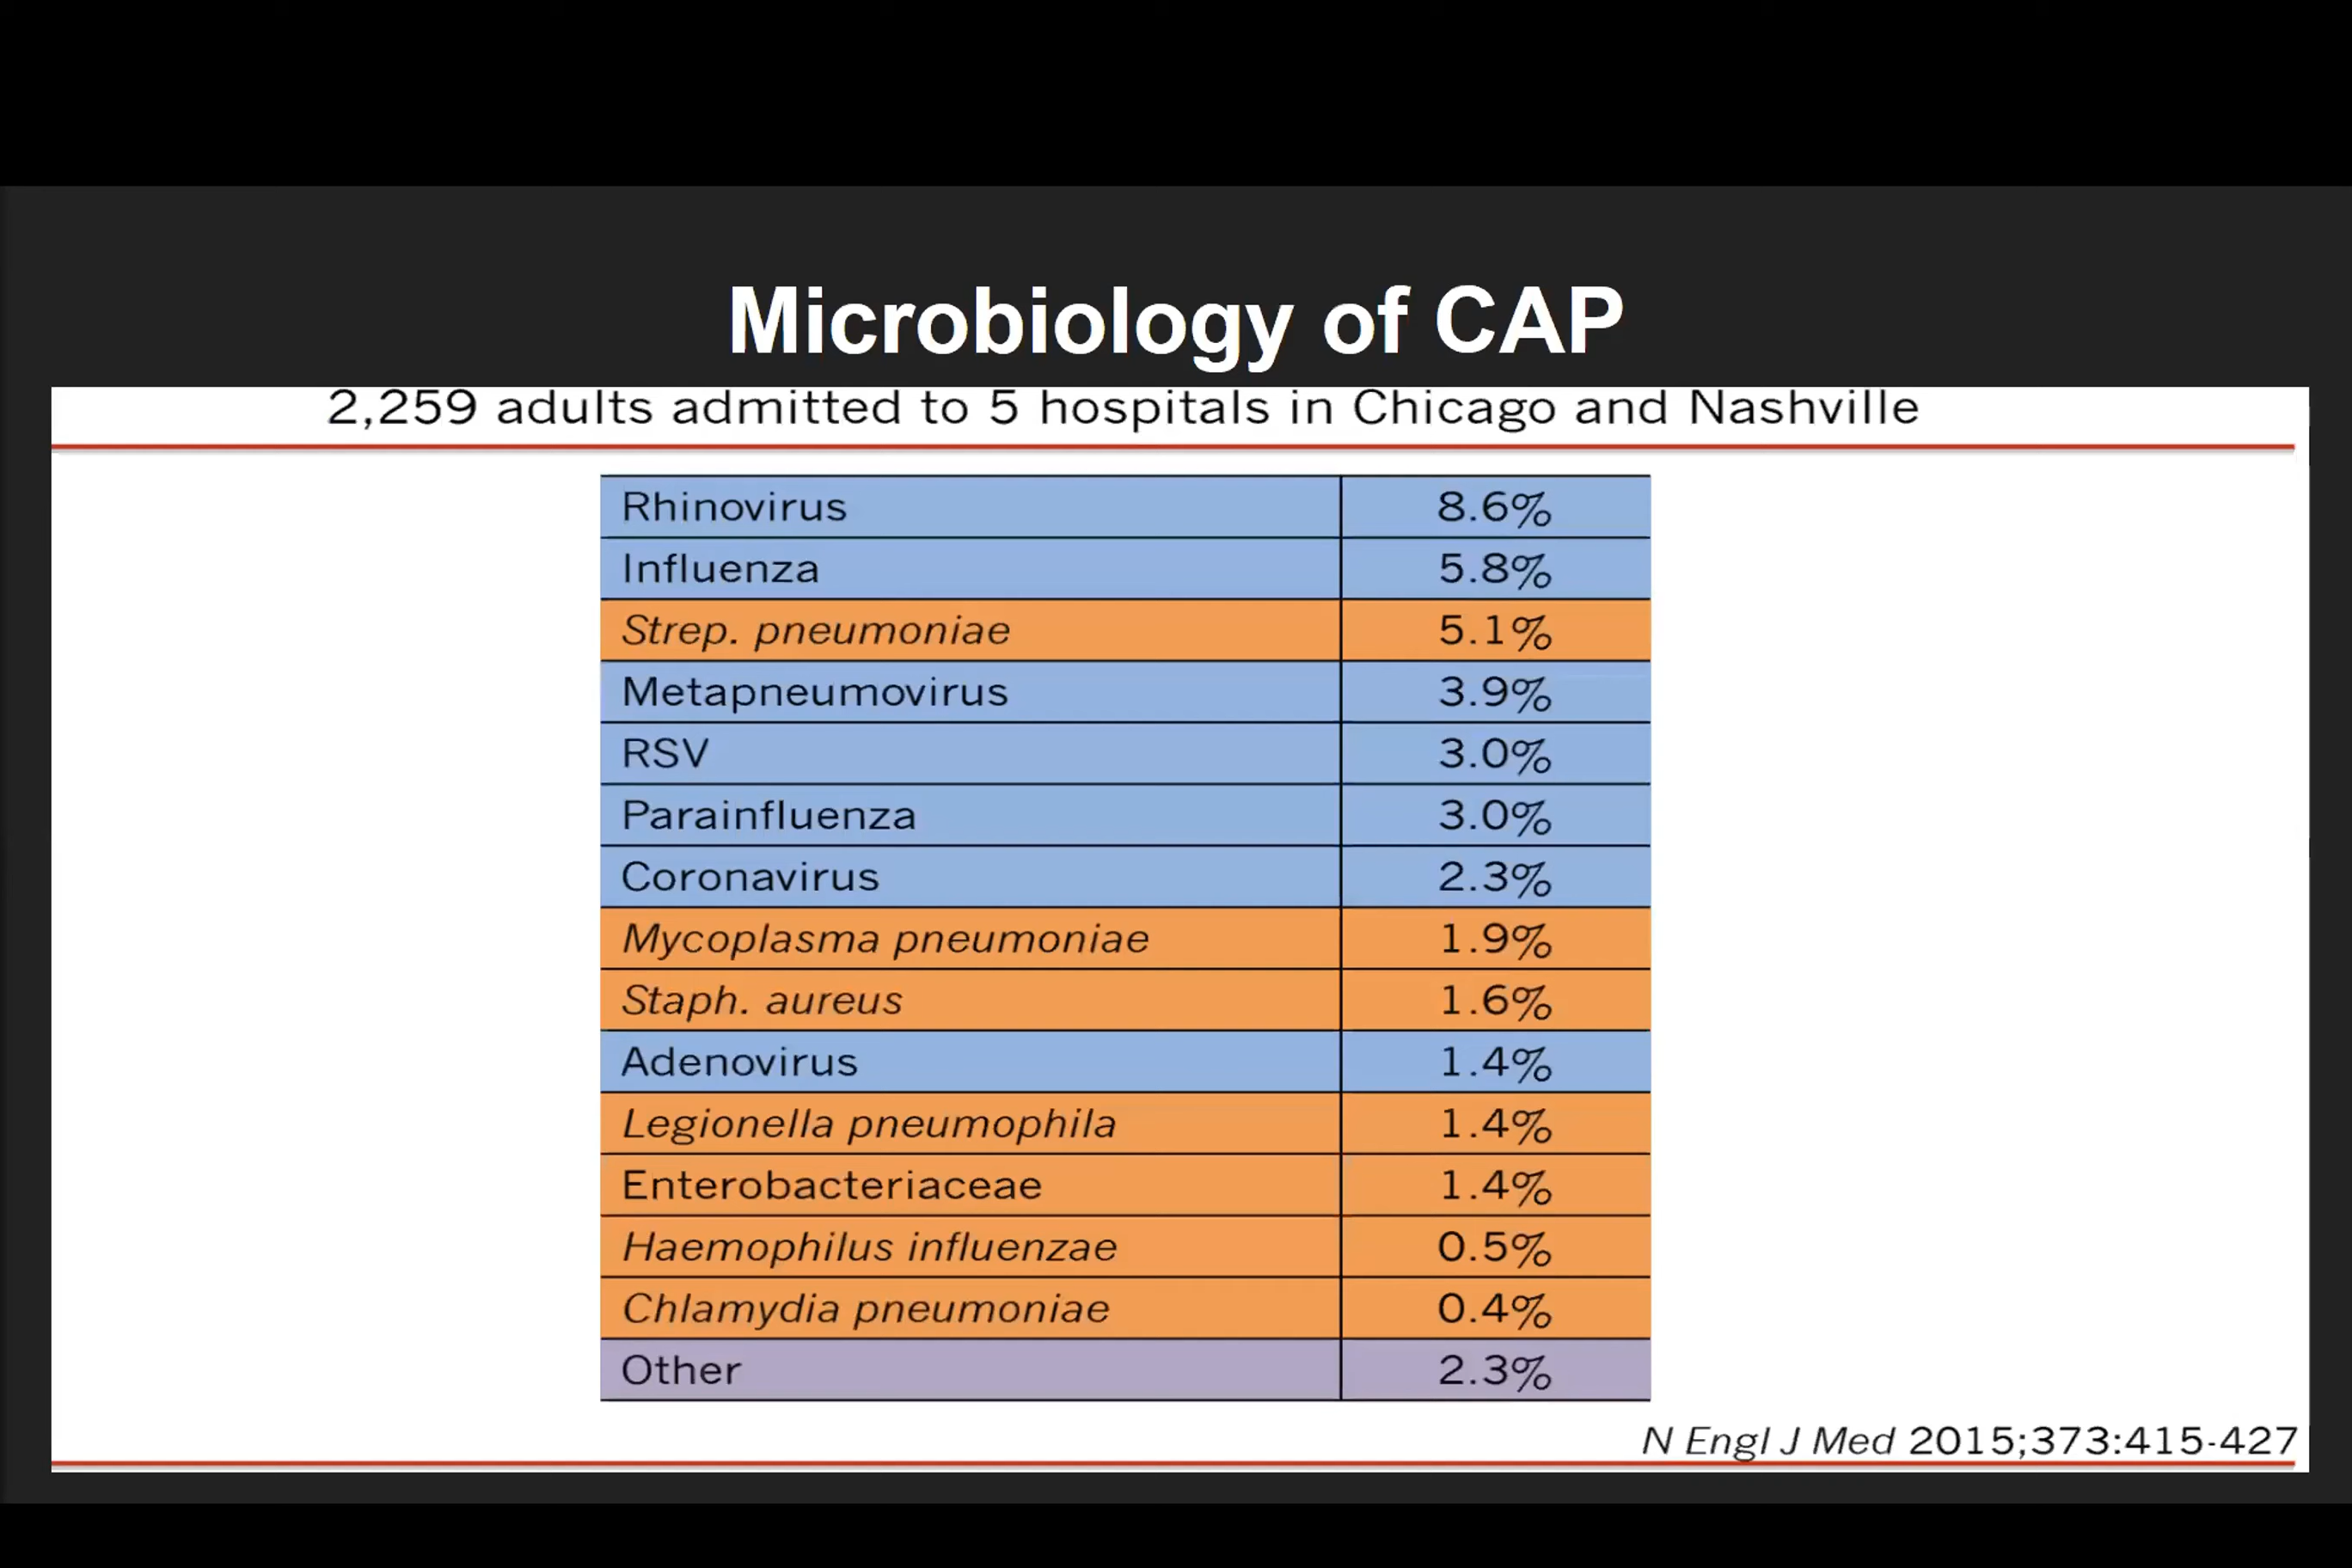 Microbiology of CAP
2,259 adults admitted to 5 hospitals in Chicago and Nashville
Rhinovirus 8.6%
Influenza 5.8%
Strep. pneumoniae 5.1%
Metapneumovirus 3.9%
RSV 3.0%
Parainfluenza 3.0%
Coronavirus 2.3%
Mycoplasma pneumoniae 1.9%
Staph. aureus 1.6%
Adenovirus 1.4%
Legionella pneumophila 1.4%
Enterobacteriaceae 1.4%
Haemophilus influenzae 0.5%
Chlamydia pneumoniae 0.4%
Other 2.3%
N Engl J Med 2015;373:415-427